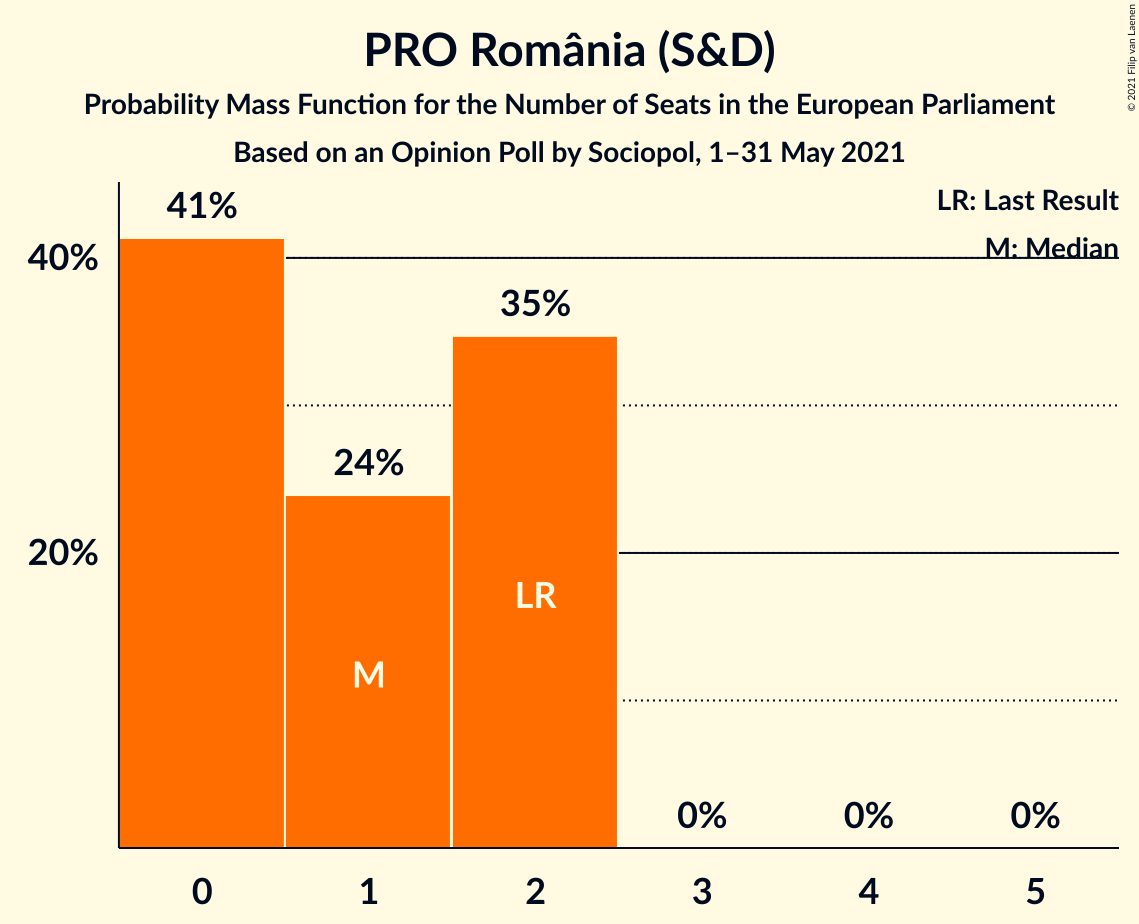 PRO România (S&D)
Probability Mass Function for the Number of Seats in the European Parliament
Based on an Opinion Poll by Sociopol, 1–31 May 2021
© 2021 Filip van Laenen
LR: Last Result
M: Median
41%
40%
35%
24%
20%
LR
M
0%
0%
0%
0
1
2
3
4
5